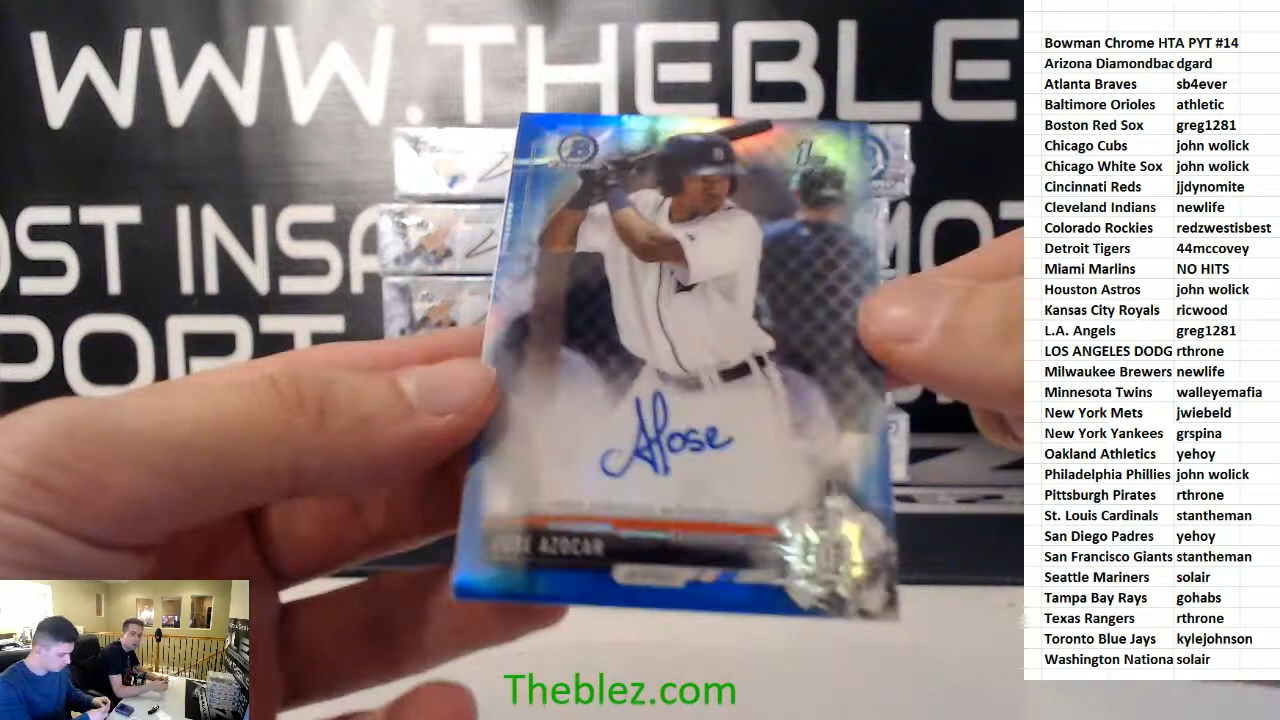 WWW.THEBLE
OST INSA
MOT
PORT
1
B
Afose
AZOCAR
Bowman Chrome HTA PYT #14
Arizona Diamondbac dgard
Atlanta Braves sb4ever
Baltimore Orioles athletic
Boston Red Sox greg1281
Chicago Cubs john wolick
Chicago White Sox john wolick
Cincinnati Reds jjdynomite
Cleveland Indians newlife
Colorado Rockies redzwestisbest
Detroit Tigers 44mccovey
Miami Marlins NO HITS
Houston Astros john wolick
Kansas City Royals ricwood
L.A. Angels greg1281
LOS ANGELES DODG rthrone
Milwaukee Brewers newlife
Minnesota Twins walleyemafia
New York Mets jwiebeld
New York Yankees grspina
Oakland Athletics yehoy
Philadelphia Phillies john wolick
Pittsburgh Pirates rthrone
St. Louis Cardinals stantheman
San Diego Padres yehoy
San Francisco Giants stantheman
Seattle Mariners solair
Tampa Bay Rays gohabs
Texas Rangers rthrone
Toronto Blue Jays kylejohnson
Washington Nationa solair
Theblez.com